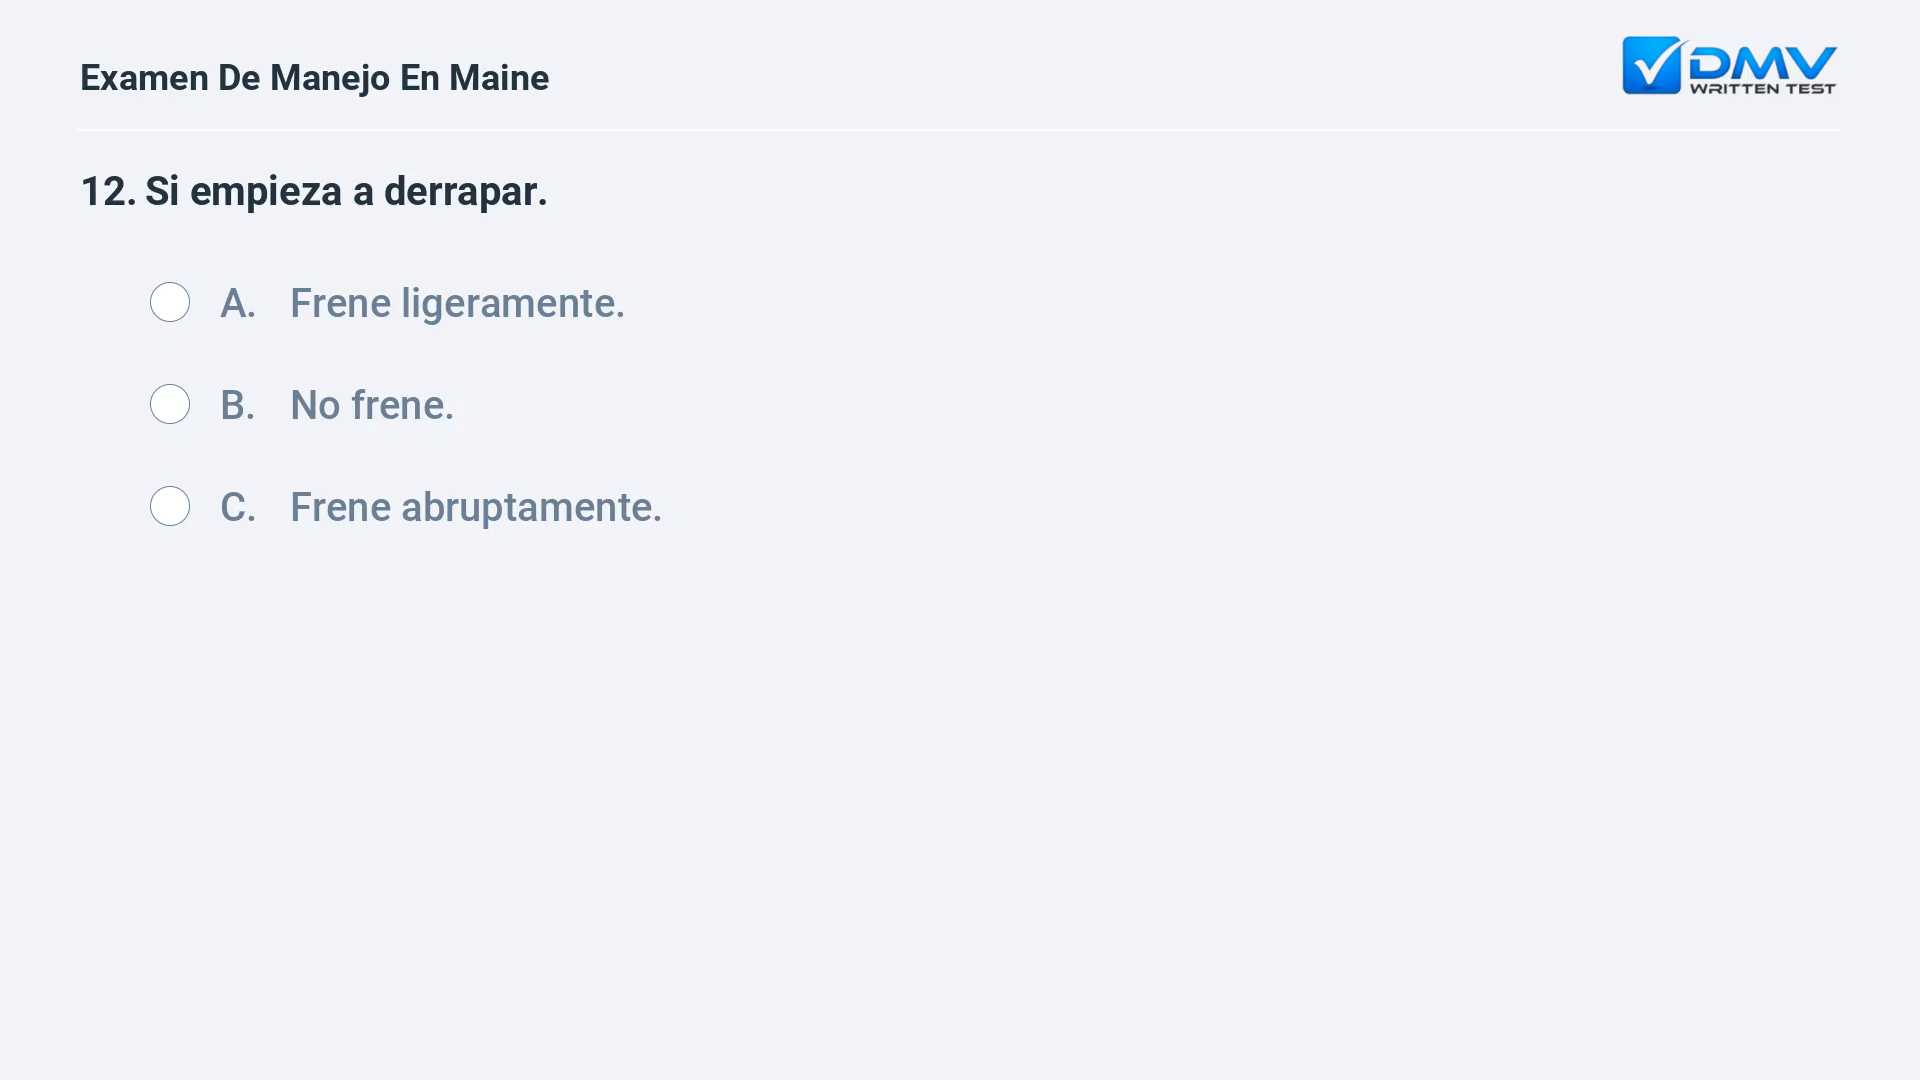 Examen De Manejo En Maine
DMV
WRITTEN TEST
12. Si empieza a derrapar.
A. Frene ligeramente.
B. No frene.
C. Frene abruptamente.